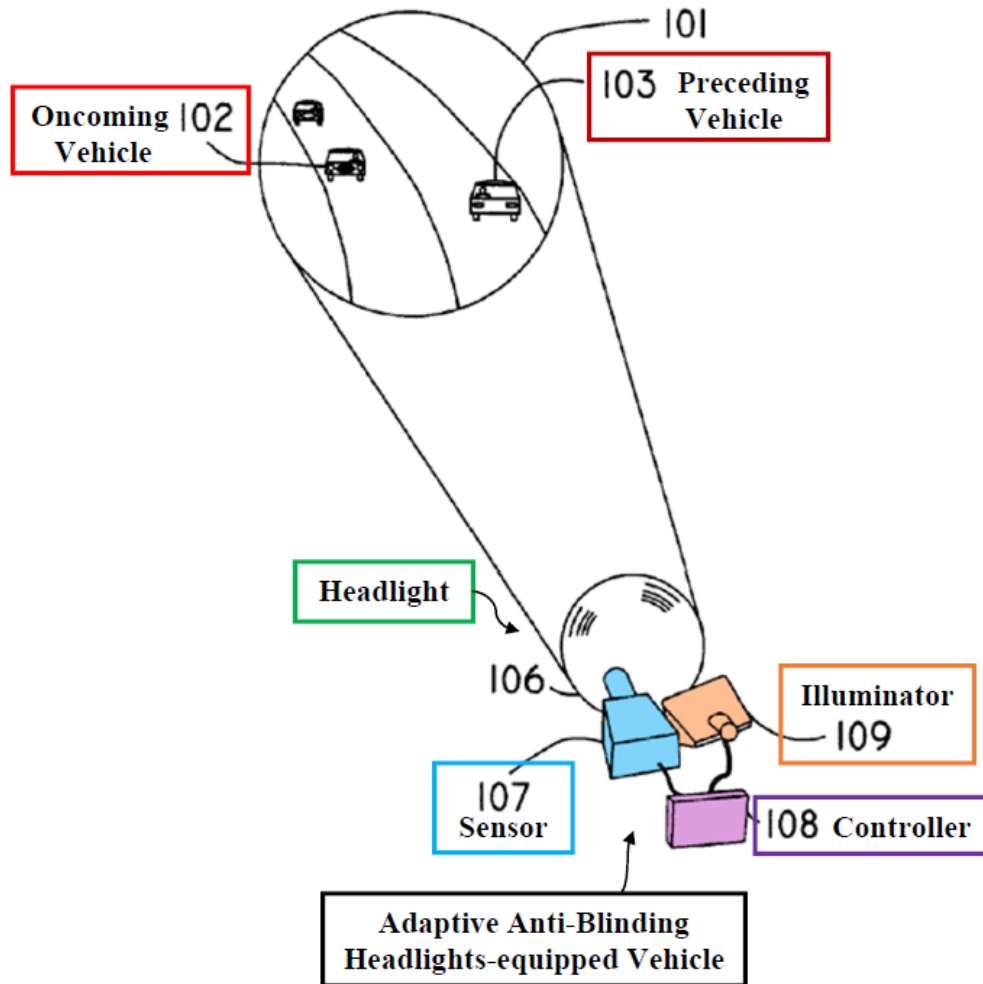 101
103 Preceding
Vehicle
Oncoming 102
Vehicle
Headlight
106
Illuminator
109
107
Sensor
108 Controller
Adaptive Anti-Blinding
Headlights-equipped Vehicle